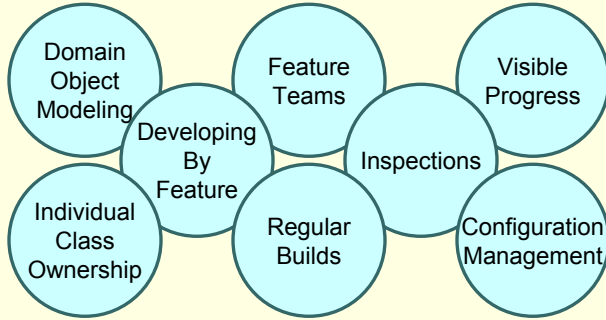 Domain
Object
Modeling
Feature
Teams
Visible
Progress
Developing
By
Feature
Inspections
Individual
Class
Ownership
Regular
Builds
Configuration
Management